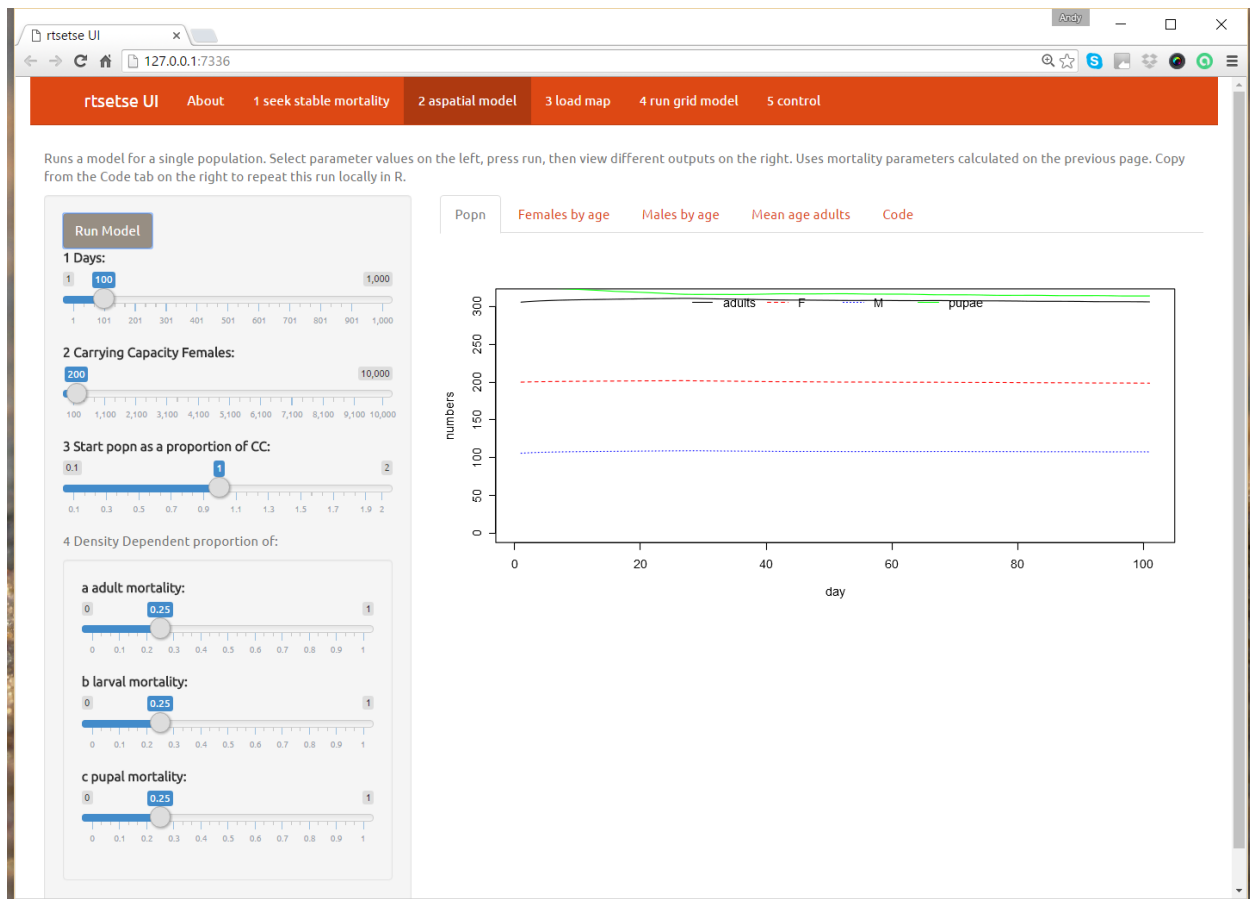 Andy
rtsetse UI
127.0.0.1:7336
rtsetse UI About 1 seek stable mortality 2 aspatial model 3 load map 4 run grid model 5 control
Runs a model for a single population. Select parameter values on the left, press run, then view different outputs on the right. Uses mortality parameters calculated on the previous page. Copy
from the Code tab on the right to repeat this run locally in R.
Run Model
1 Days:
1 100 1,000
1 101 201 301 401 501 601 701 801 901 1,000
2 Carrying Capacity Females:
200 10,000
100 1,100 2,100 3,100 4,100 5,100 6,100 7,100 8,100 9,100 10,000
3 Start popn as a proportion of CC:
0.1 1 2
0.1 0.3 0.5 0.7 0.9 1.1 1.3 1.5 1.7 1.9 2
4 Density Dependent proportion of:
a adult mortality:
0 0.25 1
0 0.1 0.2 0.3 0.4 0.5 0.6 0.7 0.8 0.9 1
b larval mortality:
0 0.25 1
0 0.1 0.2 0.3 0.4 0.5 0.6 0.7 0.8 0.9 1
c pupal mortality:
0 0.25 1
0 0.1 0.2 0.3 0.4 0.5 0.6 0.7 0.8 0.9 1
Popn Females by age Males by age Mean age adults Code
adults F M pupae
numbers
300
250
200
150
100
50
0
0 20 40 60 80 100
day